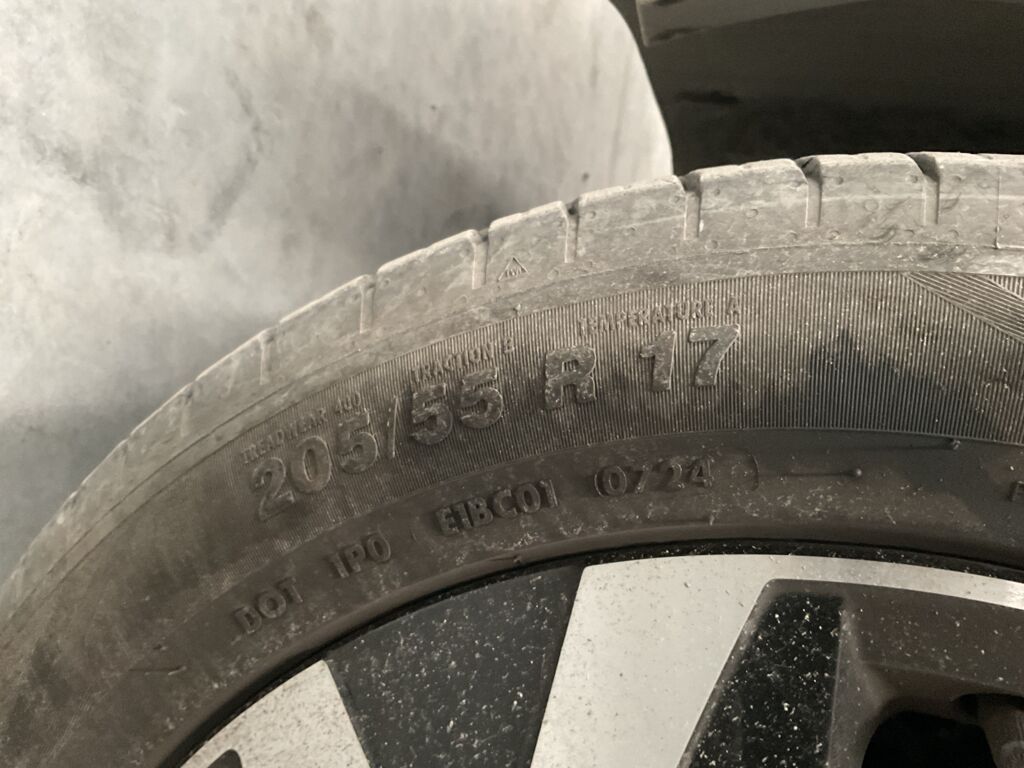 TREADWEAR 400 TRACTION B TEMPERATURE A
205/55 R 17
DOT 1P0 E1BC01 0724